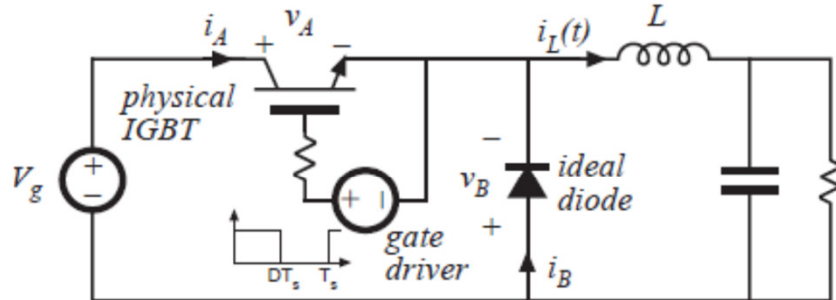 i_A + v_A − i_L(t) L
physical
IGBT
V_g + −
+ −
− v_B +
ideal
diode
gate
driver
DT_s T_s
i_B